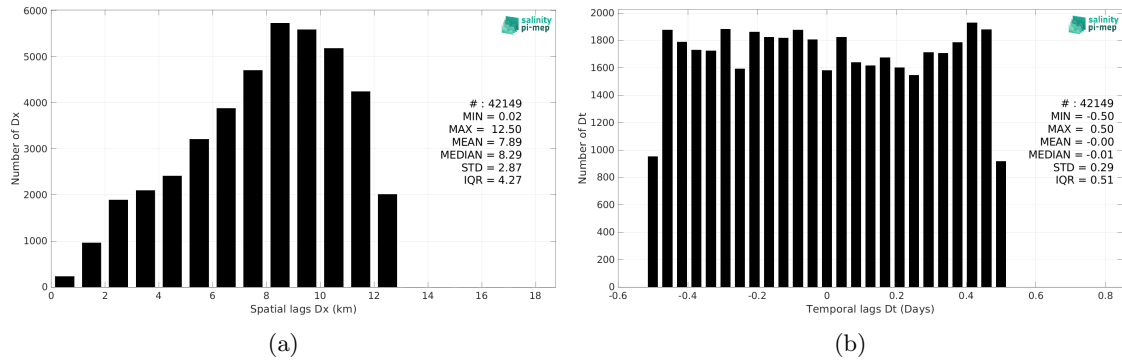 6000
5000
4000
3000
2000
1000
0
Number of Dx
0 2 4 6 8 10 12 14 16 18
Spatial lags Dx (km)
salinity
pi-mep
# : 42149
MIN = 0.02
MAX = 12.50
MEAN = 7.89
MEDIAN = 8.29
STD = 2.87
IQR = 4.27
(a)
2000
1800
1600
1400
1200
1000
800
600
400
200
0
Number of Dt
-0.6 -0.4 -0.2 0 0.2 0.4 0.6 0.8
Temporal lags Dt (Days)
salinity
pi-mep
# : 42149
MIN = -0.50
MAX = 0.50
MEAN = -0.00
MEDIAN = -0.01
STD = 0.29
IQR = 0.51
(b)